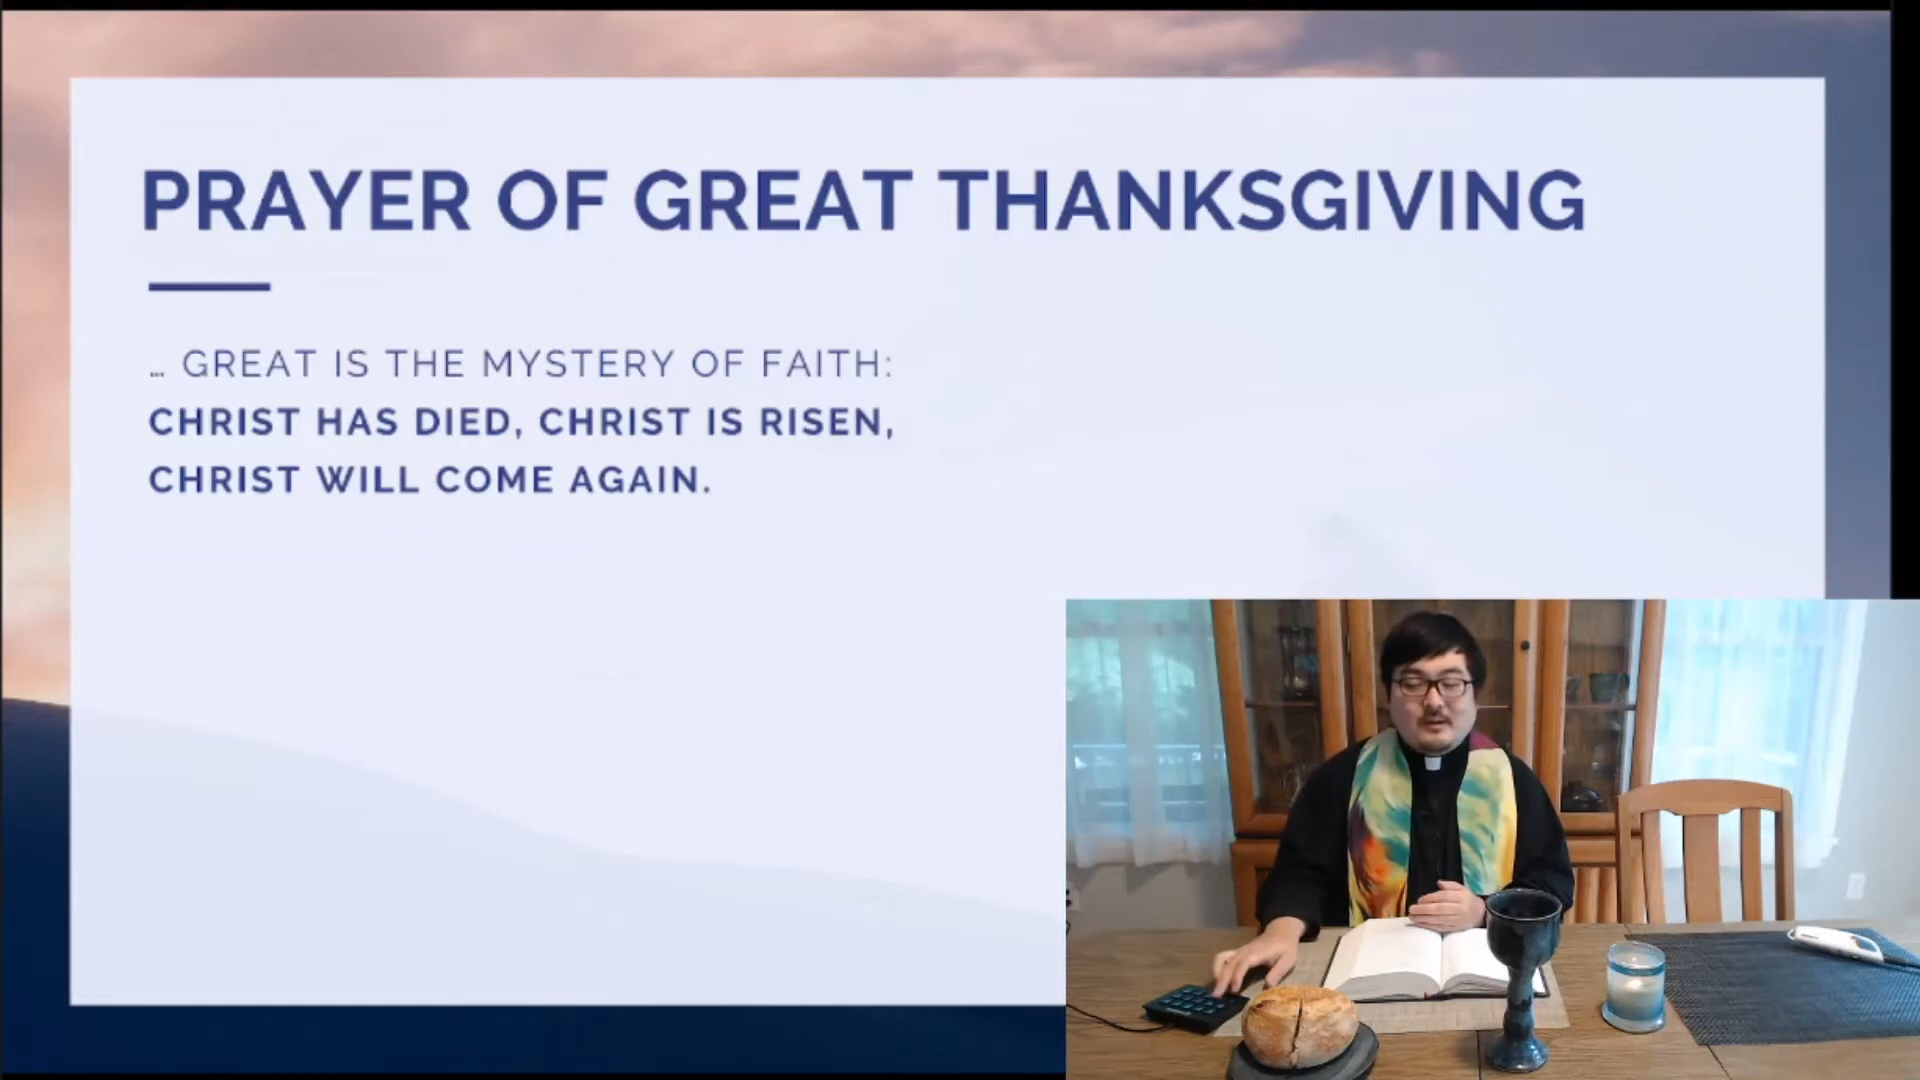 PRAYER OF GREAT THANKSGIVING
… GREAT IS THE MYSTERY OF FAITH:
CHRIST HAS DIED, CHRIST IS RISEN,
CHRIST WILL COME AGAIN.